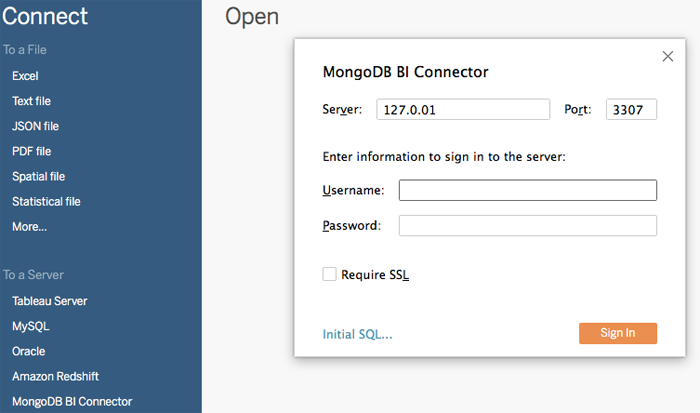 Connect
To a File
Excel
Text file
JSON file
PDF file
Spatial file
Statistical file
More...
To a Server
Tableau Server
MySQL
Oracle
Amazon Redshift
MongoDB BI Connector
Open
MongoDB BI Connector
Server: 127.0.01 Port: 3307
Enter information to sign in to the server:
Username:
Password:
Require SSL
Initial SQL... Sign In